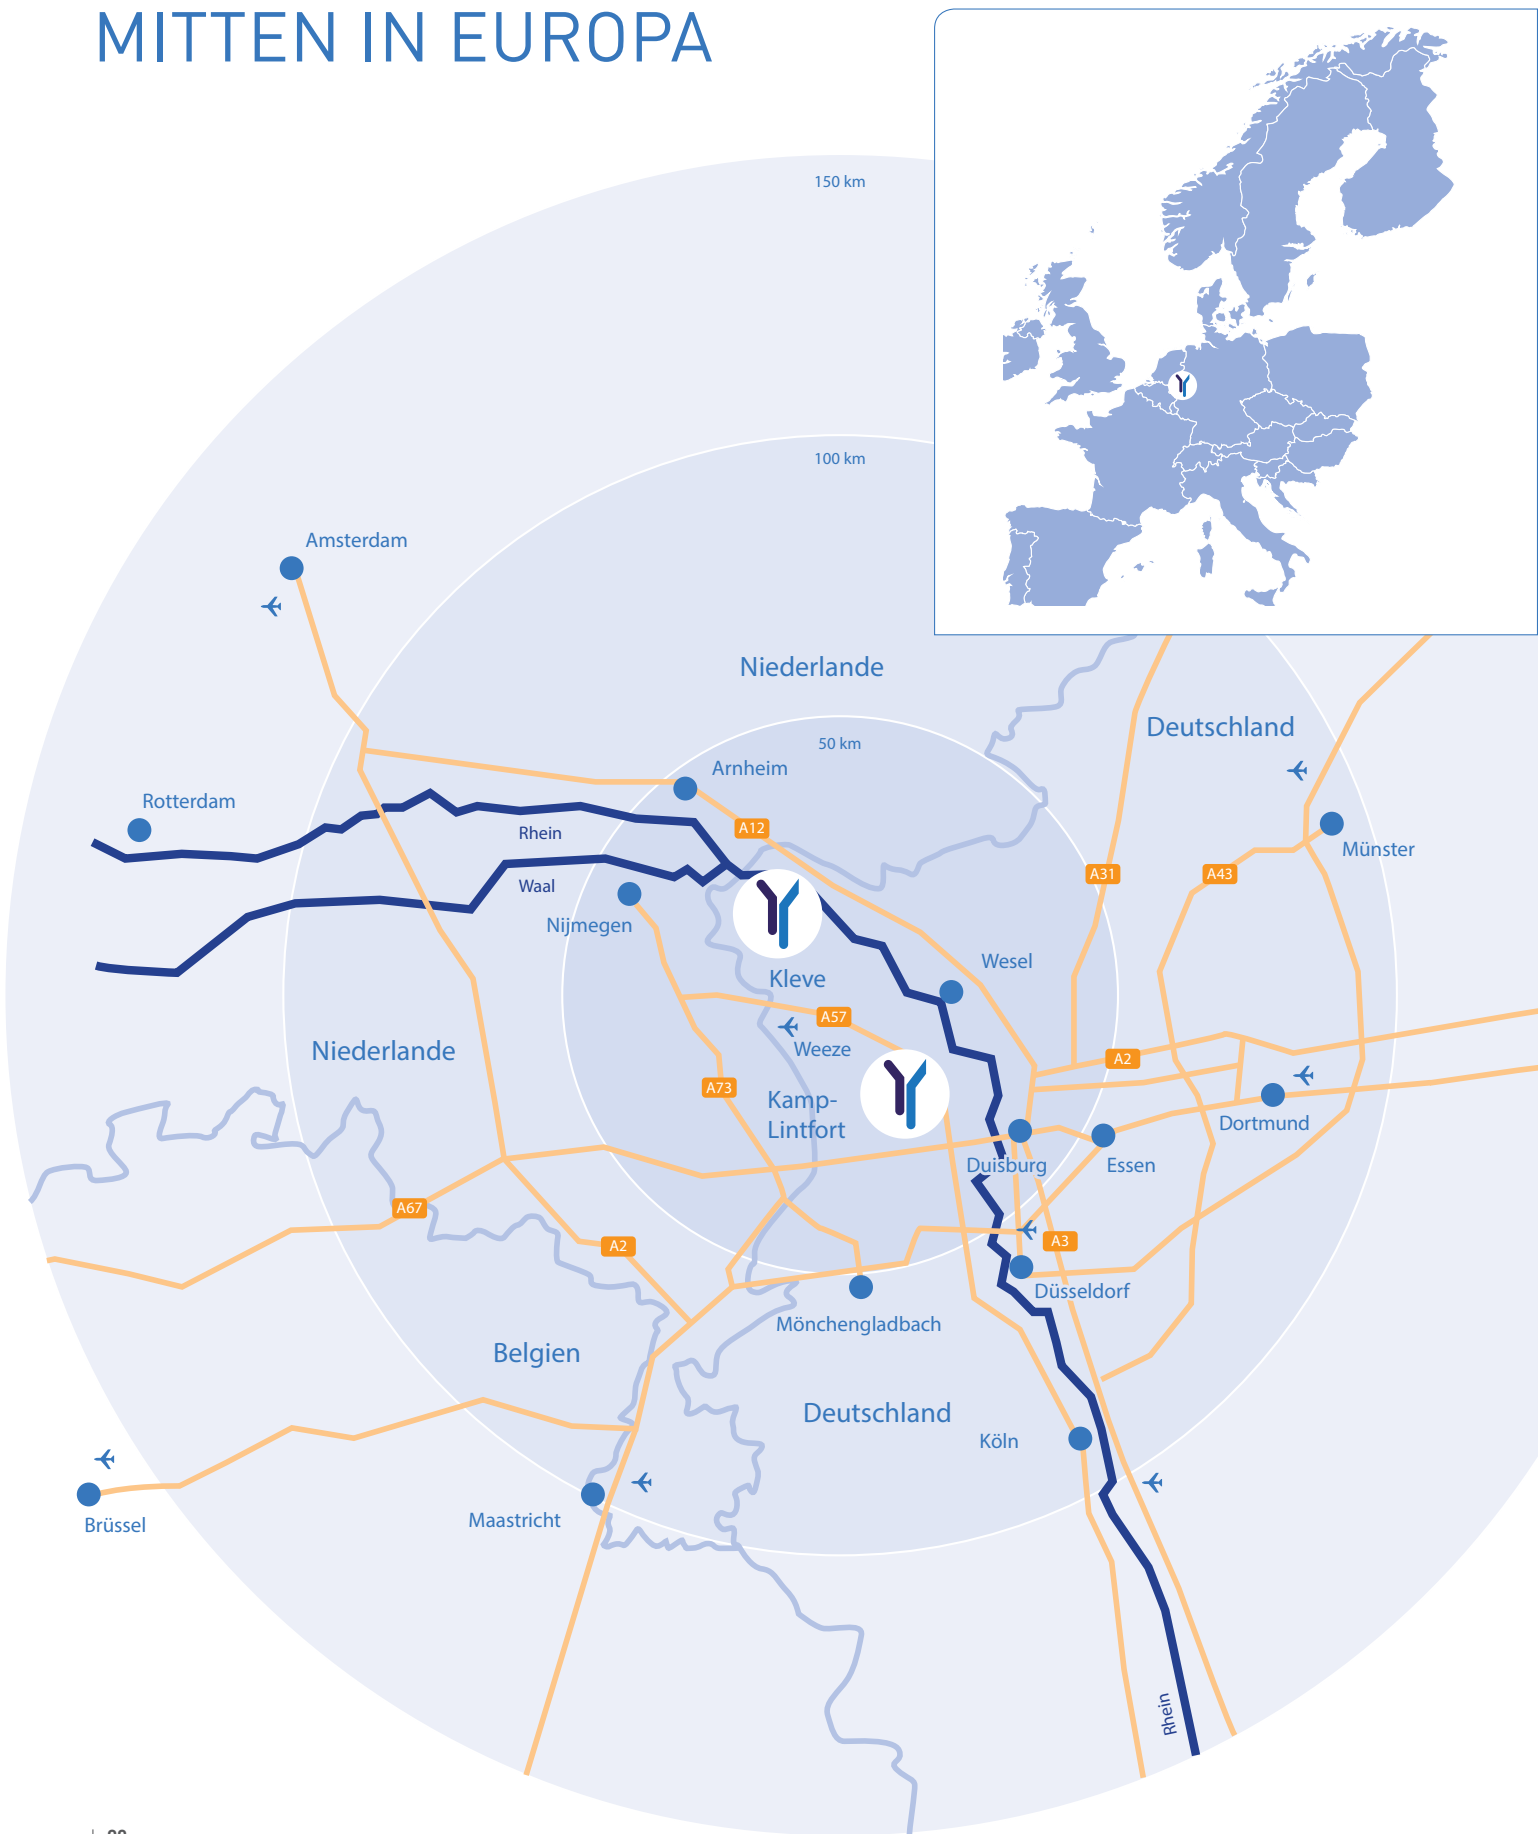 MITTEN IN EUROPA
150 km
100 km
Amsterdam
Niederlande
Deutschland
50 km
Arnheim
Rotterdam
A12
Rhein
Münster
A31
A43
Waal
Nijmegen
Wesel
Kleve
A57
Weeze
Niederlande
A2
A73
Kamp-
Lintfort
Dortmund
Duisburg
Essen
A67
A2
A3
Düsseldorf
Mönchengladbach
Belgien
Deutschland
Köln
Maastricht
Brüssel
Rhein